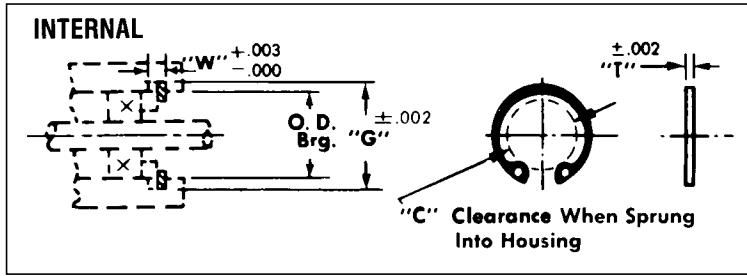 INTERNAL
"W" +.003
-.000
O. D.
Brg.
"G" ±.002
±.002
"T"
"C" Clearance When Sprung
Into Housing